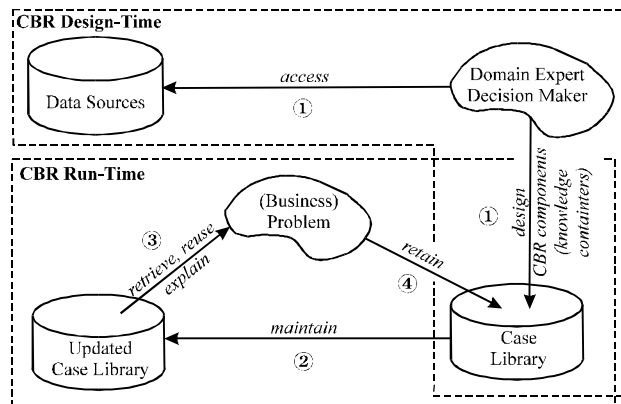 CBR Design-Time
access
①
Data Sources
Domain Expert
Decision Maker
CBR Run-Time
①
design
CBR components
(knowledge
containters)
(Business)
Problem
③
retrieve, reuse
explain
retain
④
Updated
Case Library
maintain
②
Case
Library